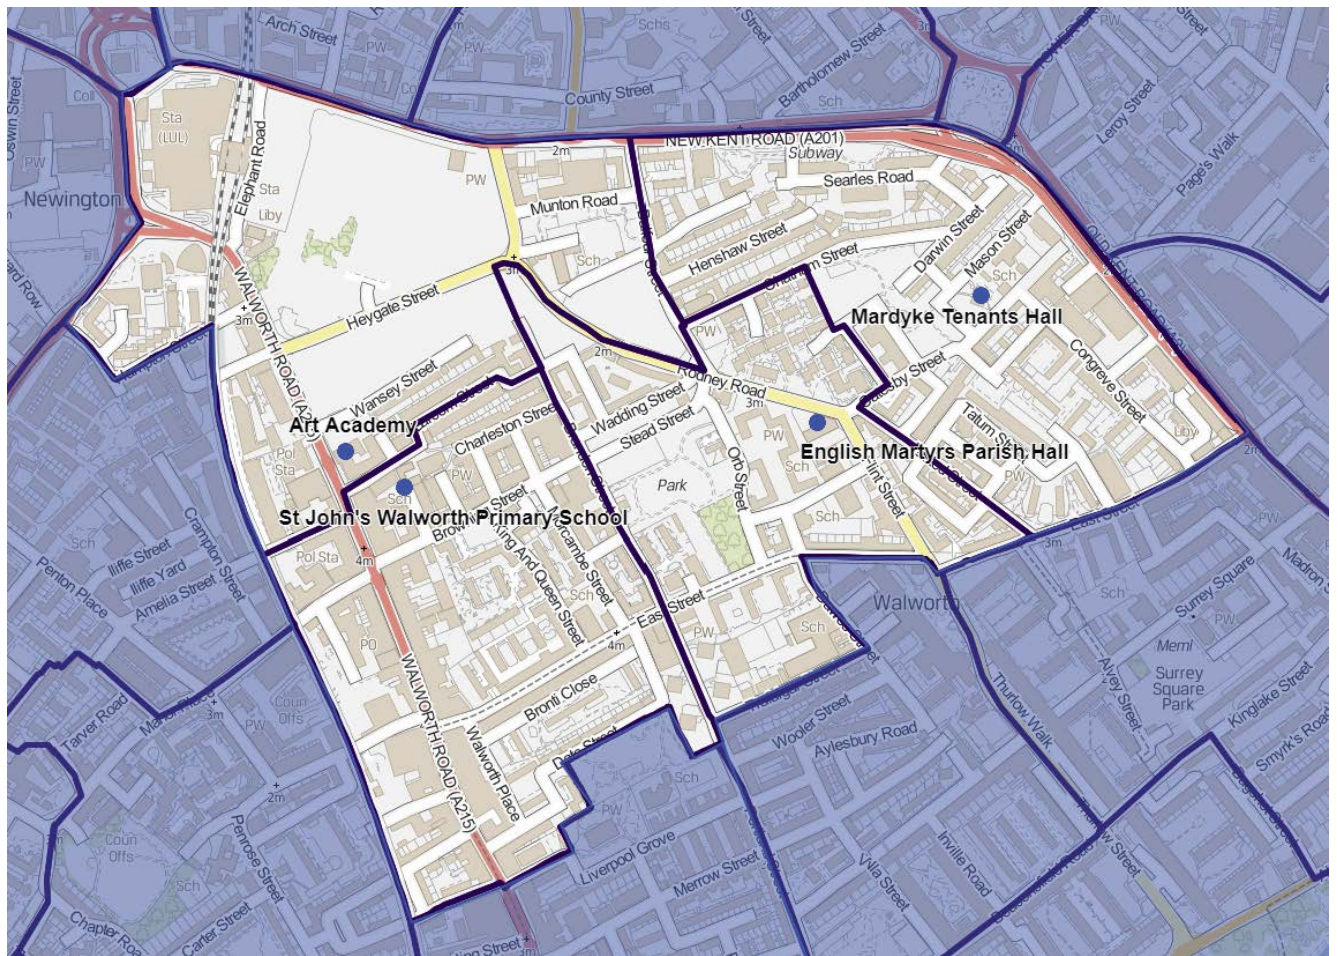 Arch Street
PW
Schs
3m
Coll
County Street
Bartholomew Street
Sch
Leroy Street
Page's Walk
Oswin Street
PW
Sta
(LUL)
Elephant Road
NEW KENT ROAD (A201)
Subway
2m
Searles Road
Newington
Sta
Liby
PW
Munton Road
Henshaw Street
Chatham Street
Darwin Street
Mason Street
Sch
Sch
3m
Heygate Street
3m
WALWORTH ROAD
PW
Mardyke Tenants Hall
Congreve Street
Wansey Street
2m
Rodney Road
3m
Wadding Street
Stead Street
Charleston Street
Art Academy
Pol
Sta
PW
Sch
English Martyrs Parish Hall
Flint Street
PW
Liby
2m
Orb Street
Park
Sch
St John's Walworth Primary School
Sch
East Street
3m
Sch
Crampton Street
Iliffe Street
Iliffe Yard
Amelia Street
Penton Place
Pol Sta
4m
King And Queen Street
East Street
4m
PW
Sch
Walworth
Surrey Square
Madron Street
Meml
Surrey
Square
Park
Alvey Street
Kinglake Street
Smyrk's Road
PO
WALWORTH ROAD (A215)
Bronti Close
Walworth Place
Tarver Road
3m
Coun
Offs
Wooler Street
Aylesbury Road
Thurlow Walk
Sch
2m
PW
Liverpool Grove
Merrow Street
Villa Street
Inville Road
Penrose Street
Coun
Offs
Sch
Chapter Road
Carter Street
3m